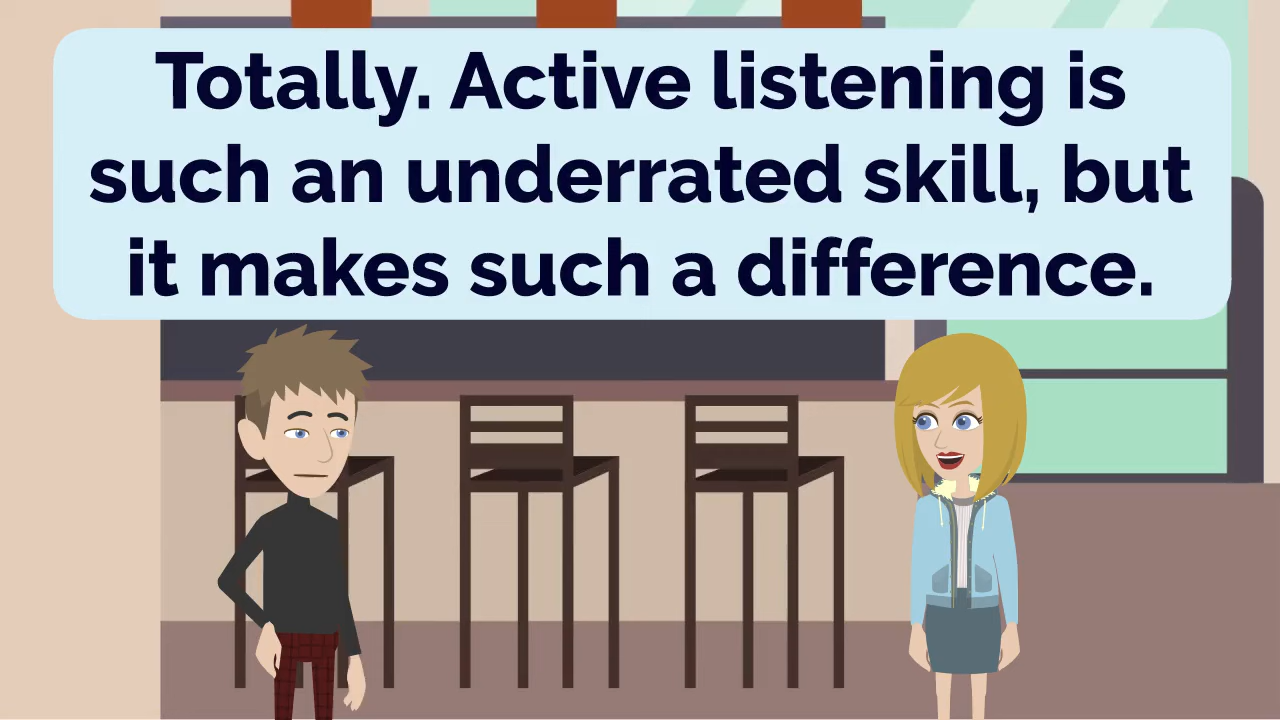 Totally. Active listening is
such an underrated skill, but
it makes such a difference.